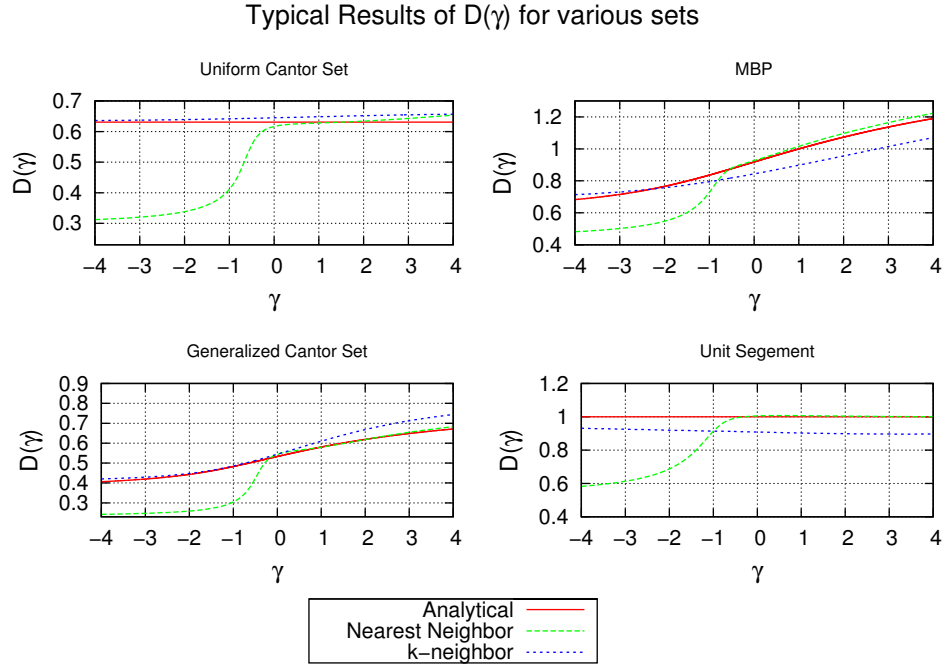 Typical Results of D(γ) for various sets
Uniform Cantor Set
D(γ)
0.7
0.6
0.5
0.4
0.3
−4 −3 −2 −1 0 1 2 3 4
γ
MBP
D(γ)
1.2
1
0.8
0.6
0.4
−4 −3 −2 −1 0 1 2 3 4
γ
Generalized Cantor Set
D(γ)
0.9
0.8
0.7
0.6
0.5
0.4
0.3
−4 −3 −2 −1 0 1 2 3 4
γ
Unit Segement
D(γ)
1.2
1
0.8
0.6
0.4
−4 −3 −2 −1 0 1 2 3 4
γ
Analytical
Nearest Neighbor
k−neighbor